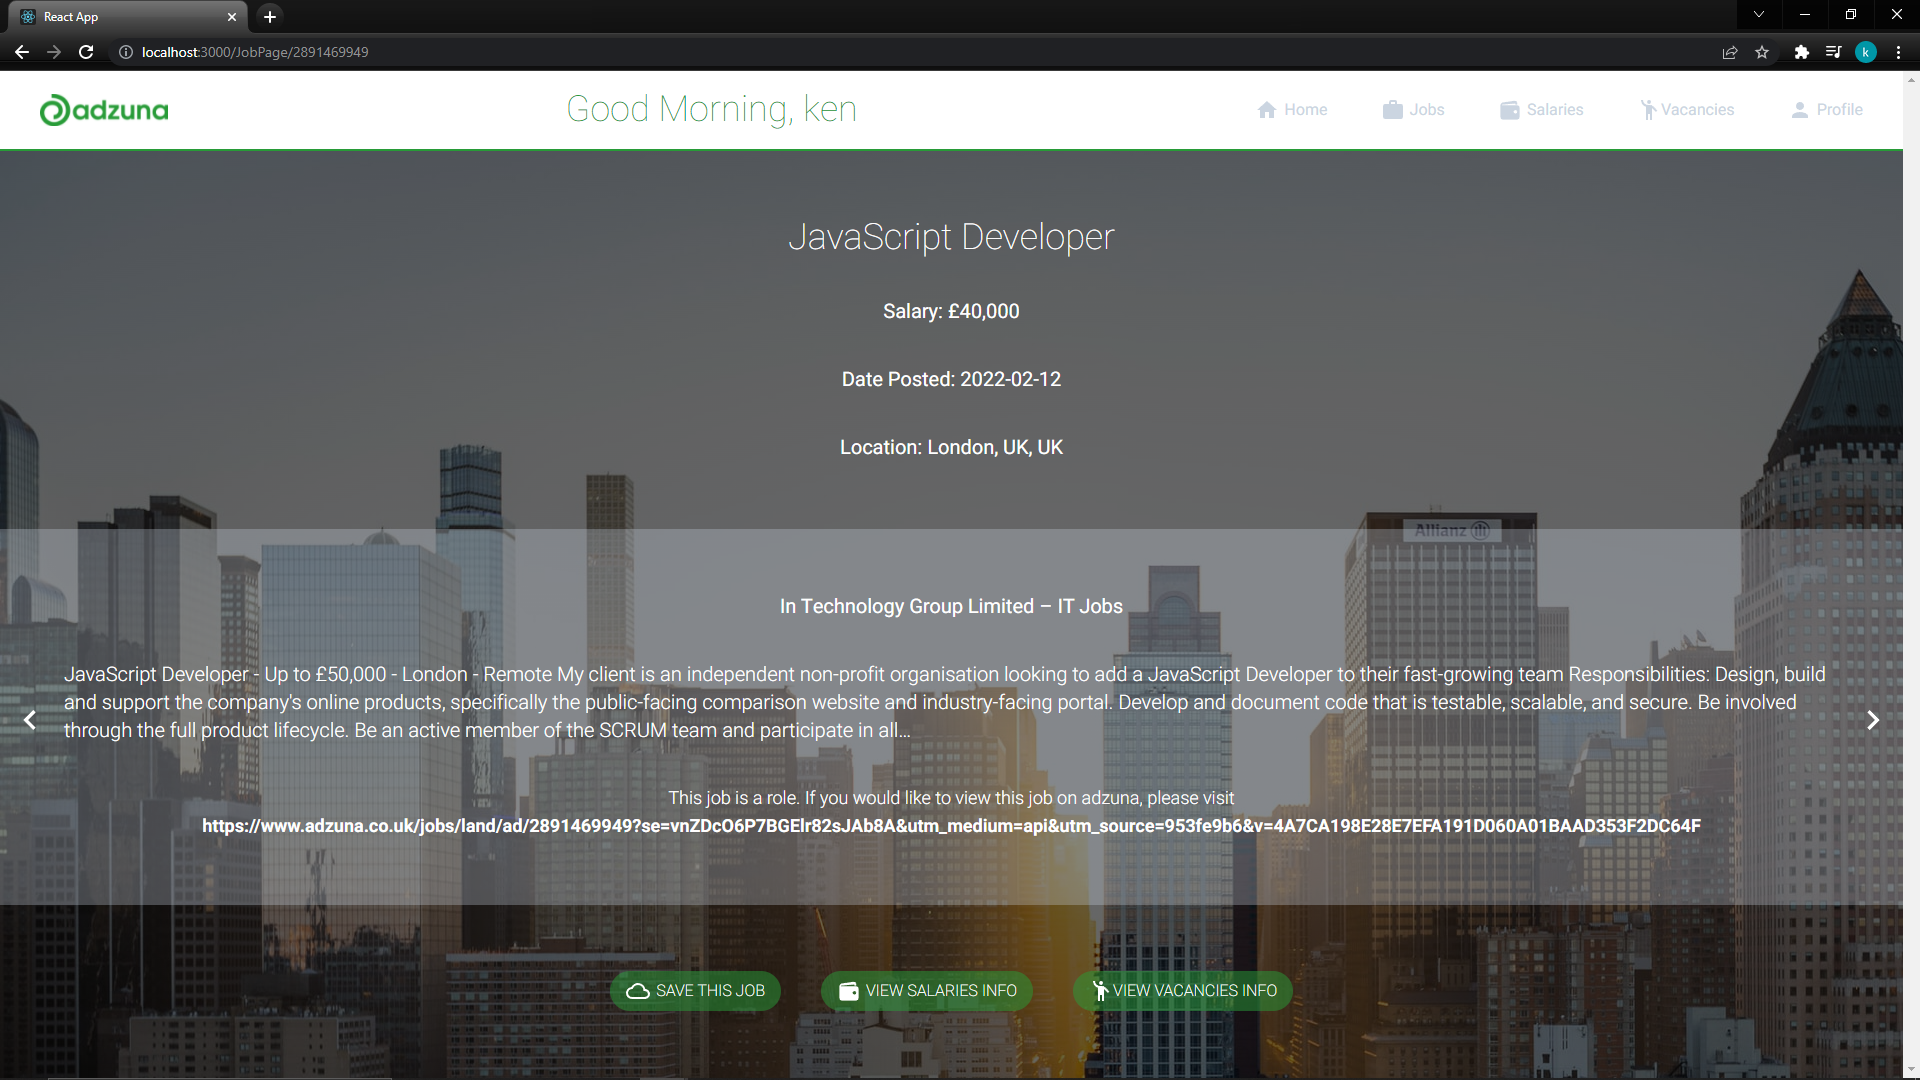 React App
localhost:3000/JobPage/2891469949
k
adzuna
Good Morning, ken
Home
Jobs
Salaries
Vacancies
Profile
JavaScript Developer
Salary: £40,000
Date Posted: 2022-02-12
Location: London, UK, UK
Allianz
In Technology Group Limited – IT Jobs
JavaScript Developer - Up to £50,000 - London - Remote My client is an independent non-profit organisation looking to add a JavaScript Developer to their fast-growing team Responsibilities: Design, build
and support the company's online products, specifically the public-facing comparison website and industry-facing portal. Develop and document code that is testable, scalable, and secure. Be involved
through the full product lifecycle. Be an active member of the SCRUM team and participate in all…
This job is a role. If you would like to view this job on adzuna, please visit
https://www.adzuna.co.uk/jobs/land/ad/2891469949?se=vnZDcO6P7BGElr82sJAb8A&utm_medium=api&utm_source=953fe9b6&v=4A7CA198E28E7EFA191D060A01BAAD353F2DC64F
SAVE THIS JOB
VIEW SALARIES INFO
VIEW VACANCIES INFO